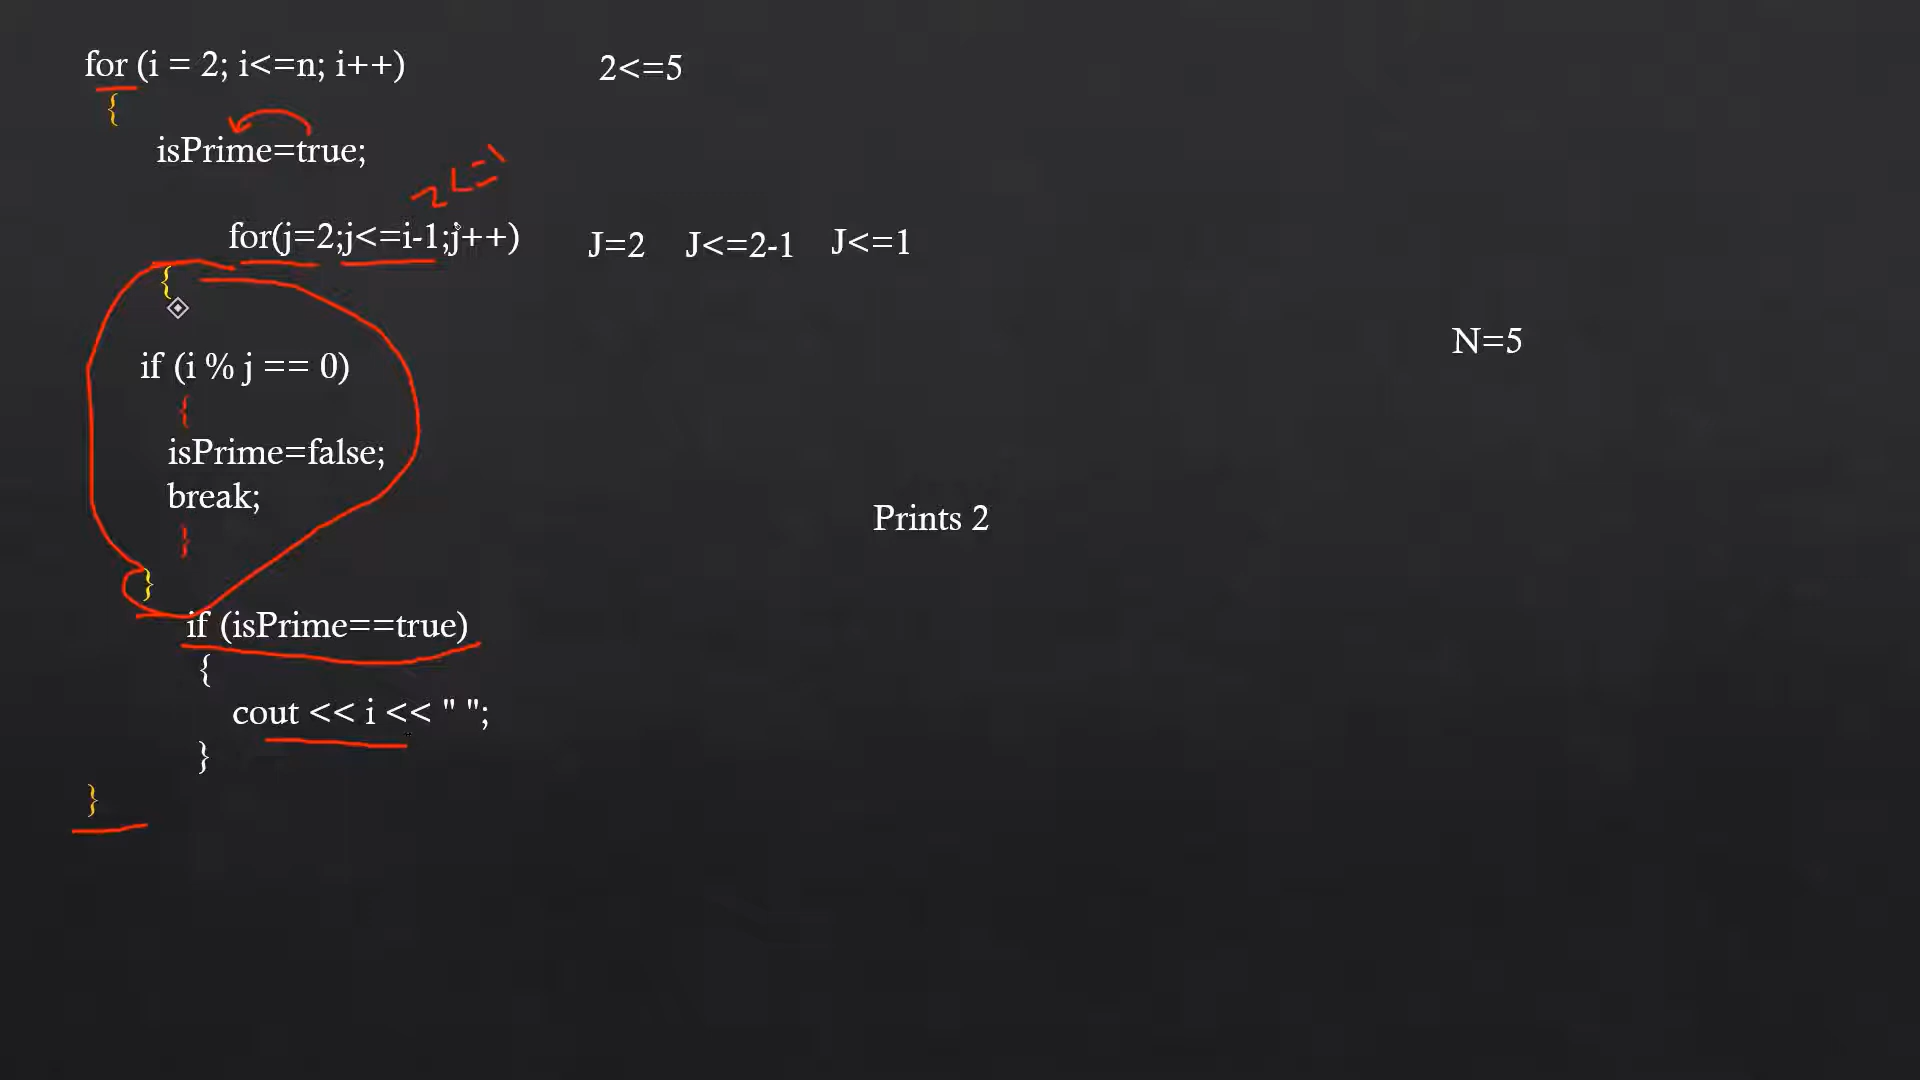 for (i = 2; i<=n; i++) 2<=5
{
isPrime=true;
2<=1
for(j=2;j<=i-1;j++) J=2 J<=2-1 J<=1
{
N=5
if (i % j == 0)
{
isPrime=false;
break;
Prints 2
}
}
if (isPrime==true)
{
cout << i << " ";
}
}